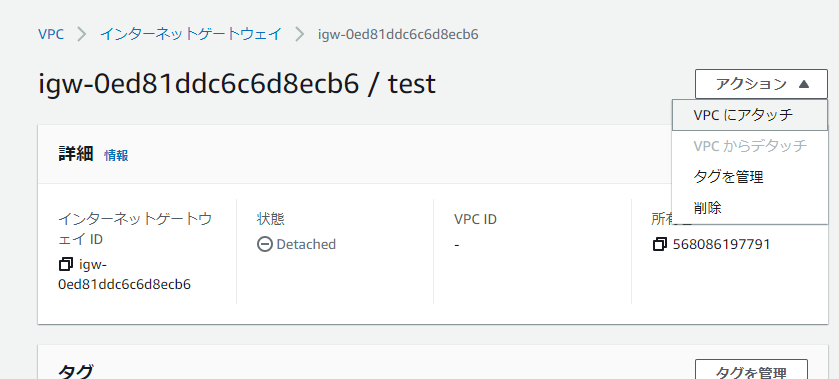 VPC > インターネットゲートウェイ > igw-0ed81ddc6c6d8ecb6
igw-0ed81ddc6c6d8ecb6 / test
アクション
VPC にアタッチ
VPC からデタッチ
タグを管理
削除
詳細 情報
インターネットゲートウ
ェイ ID
igw-
0ed81ddc6c6d8ecb6
状態
Detached
VPC ID
-
所有
568086197791
タグ
タグを管理